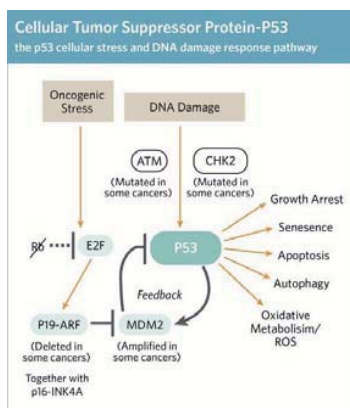 Cellular Tumor Suppressor Protein-P53
the p53 cellular stress and DNA damage response pathway
Oncogenic
Stress
DNA Damage
ATM
CHK2
(Mutated in
some cancers)
(Mutated in
some cancers)
Growth Arrest
Senesence
Apoptosis
Autophagy
Oxidative
Metabolisim/
ROS
Rb
E2F
P53
Feedback
P19-ARF
MDM2
(Deleted in
some cancers)
(Amplified in
some cancers)
Together with
p16-INK4A